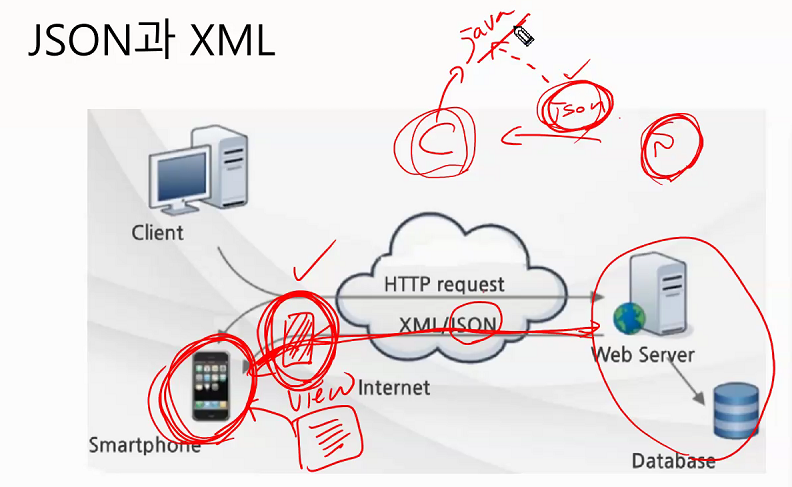 JSON과 XML
java
json
C
Client
HTTP request
XML/JSON
Web Server
view
Internet
Smartphone
Database